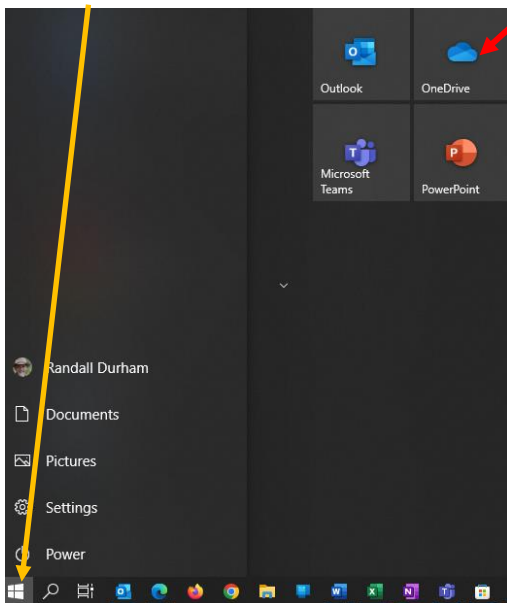 Outlook
OneDrive
Microsoft
Teams
PowerPoint
Randall Durham
Documents
Pictures
Settings
Power